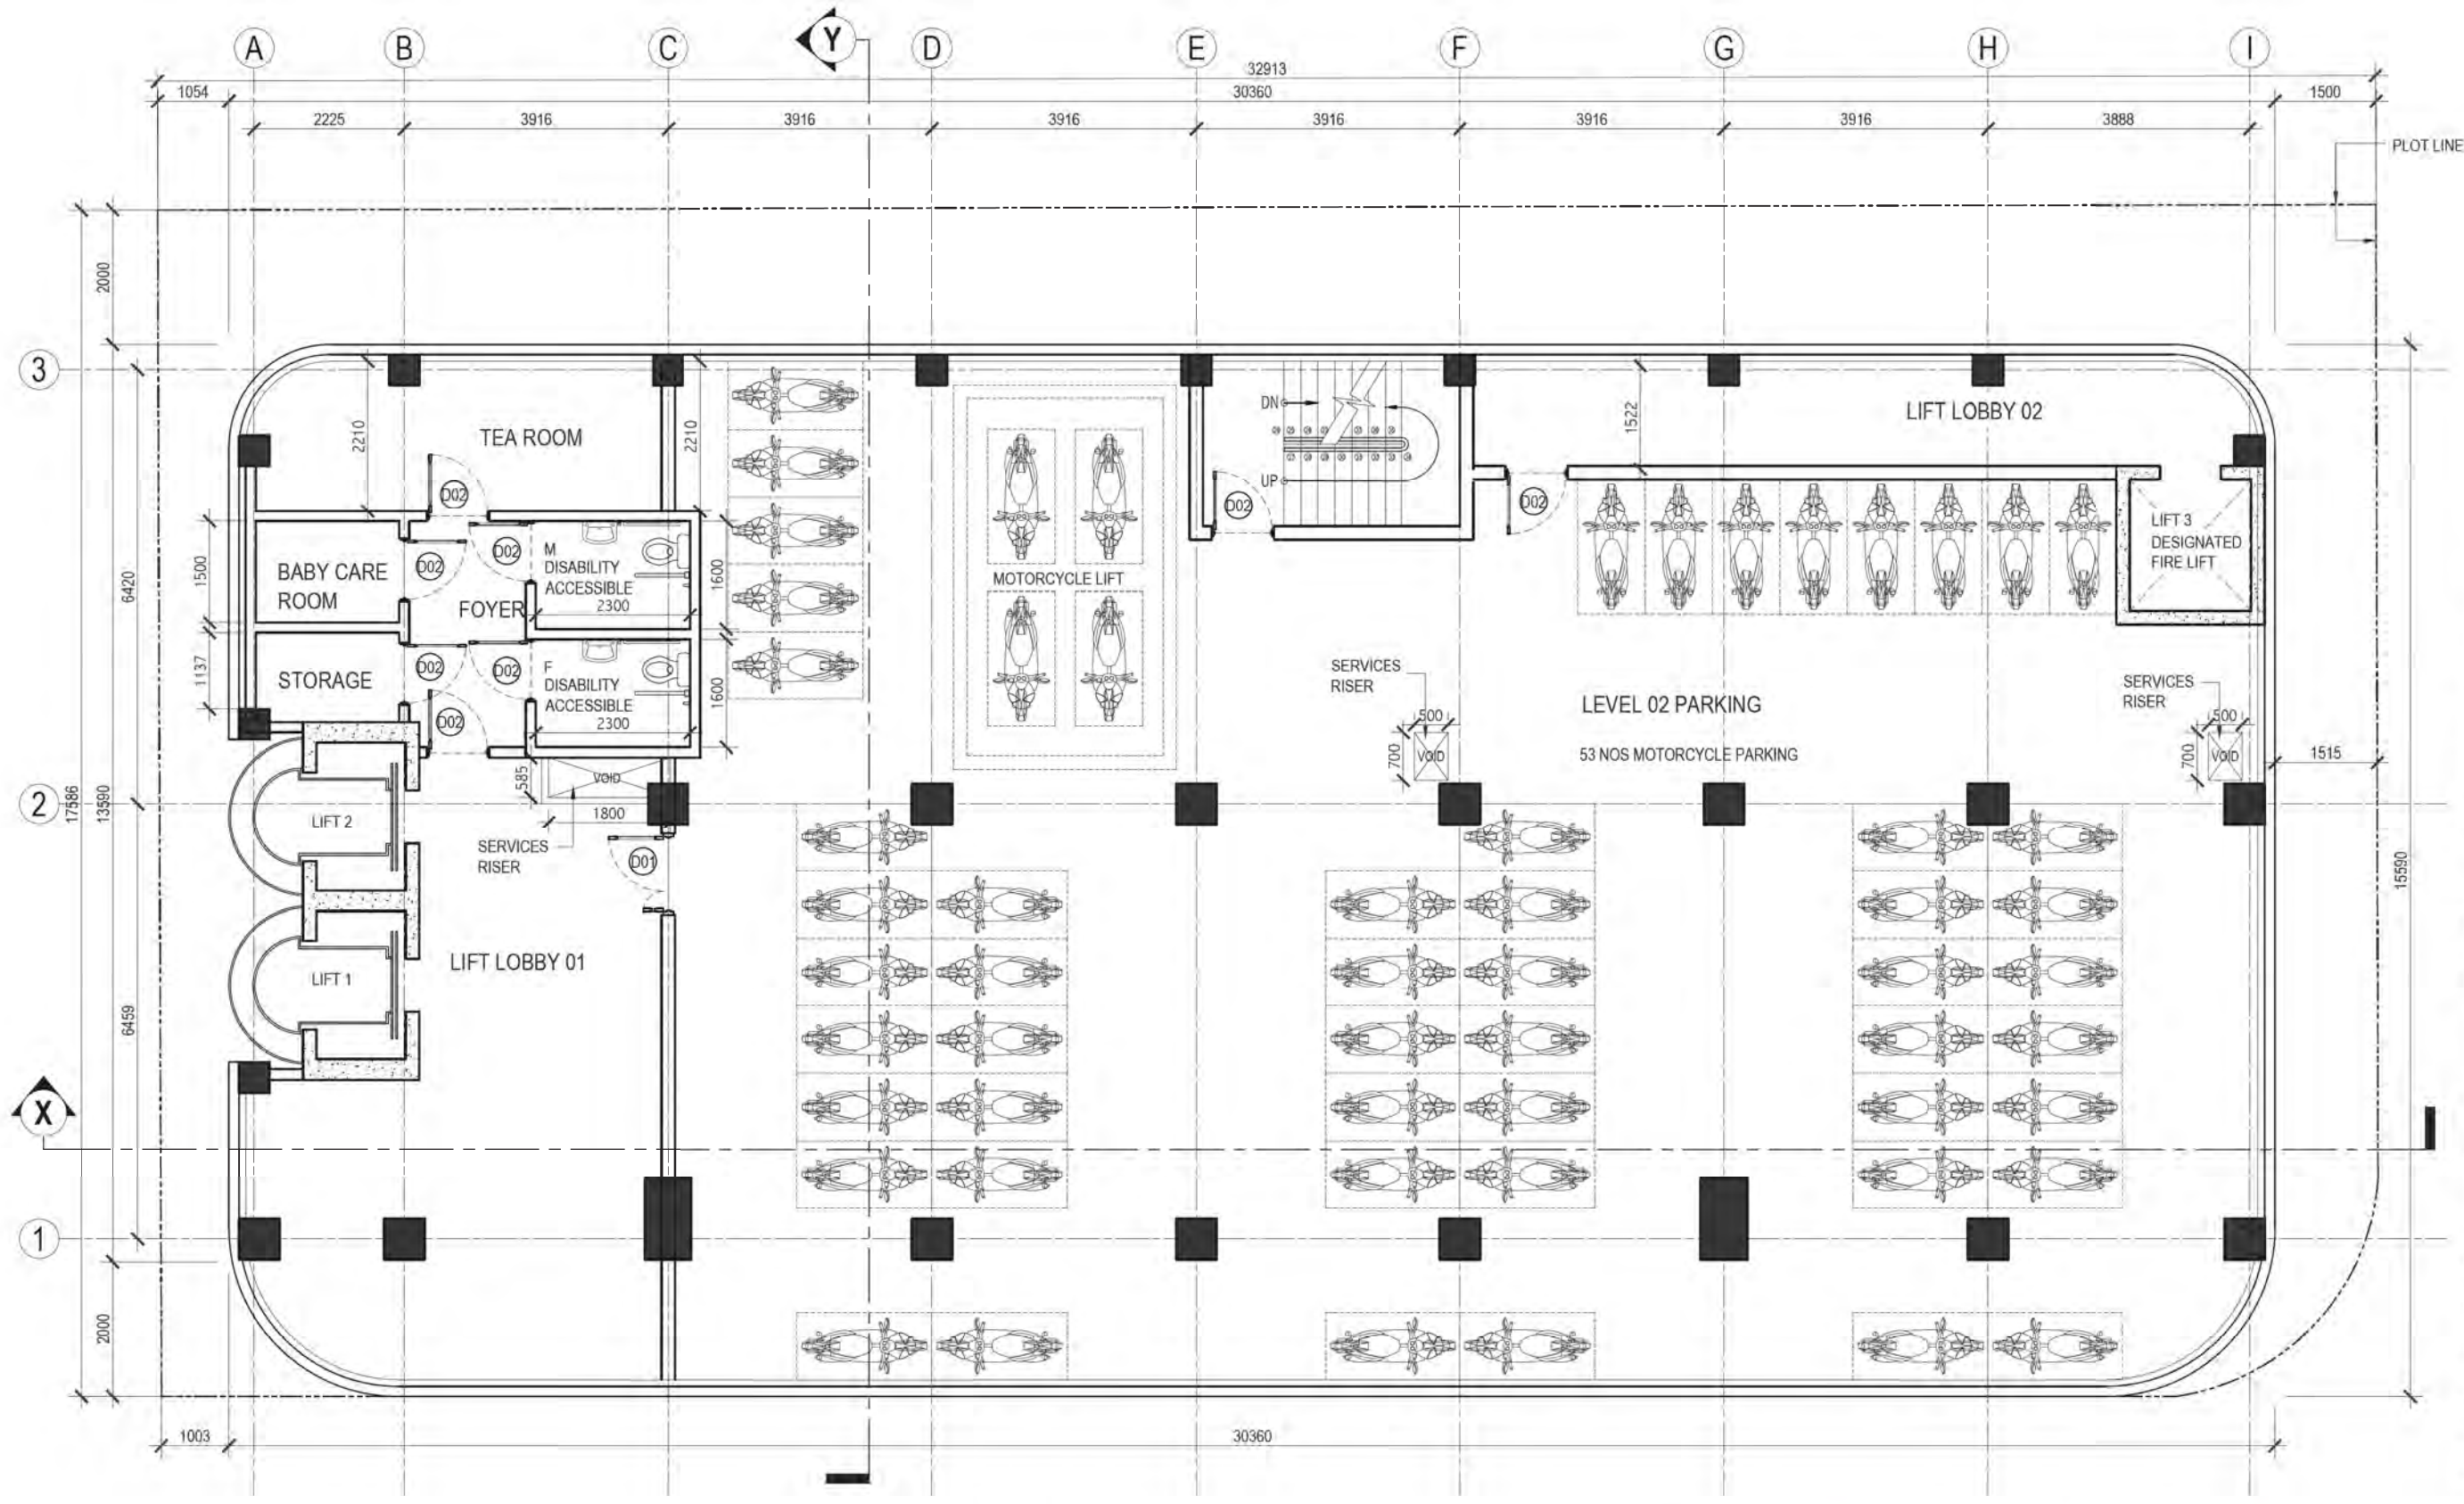 A
B
C
Y
D
E
F
G
H
I
32913
1054
30360
1500
2225
3916
3916
3916
3916
3916
3916
3888
PLOT LINE
2000
3
DN
LIFT LOBBY 02
1522
2210
TEA ROOM
2210
UP
D02
D02
D02
LIFT 3
DESIGNATED
FIRE LIFT
6420
1500
BABY CARE
ROOM
D02
D02
M
DISABILITY
ACCESSIBLE
2300
1600
MOTORCYCLE LIFT
FOYER
1137
STORAGE
D02
D02
F
DISABILITY
ACCESSIBLE
2300
1600
D02
SERVICES
RISER
500
700
VOID
LEVEL 02 PARKING
53 NOS MOTORCYCLE PARKING
SERVICES
RISER
500
700
VOID
1515
585
VOID
1800
2
17586
13590
LIFT 2
SERVICES
RISER
D01
15590
LIFT LOBBY 01
LIFT 1
6459
X
1
2000
1003
30360